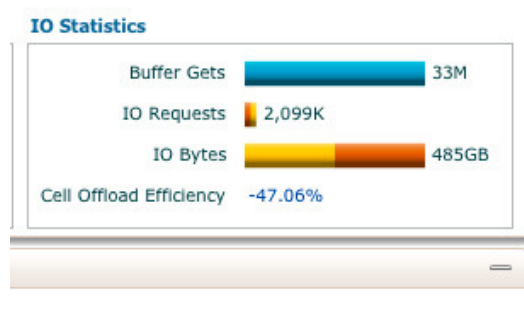 IO Statistics
Buffer Gets 33M
IO Requests 2,099K
IO Bytes 485GB
Cell Offload Efficiency -47.06%